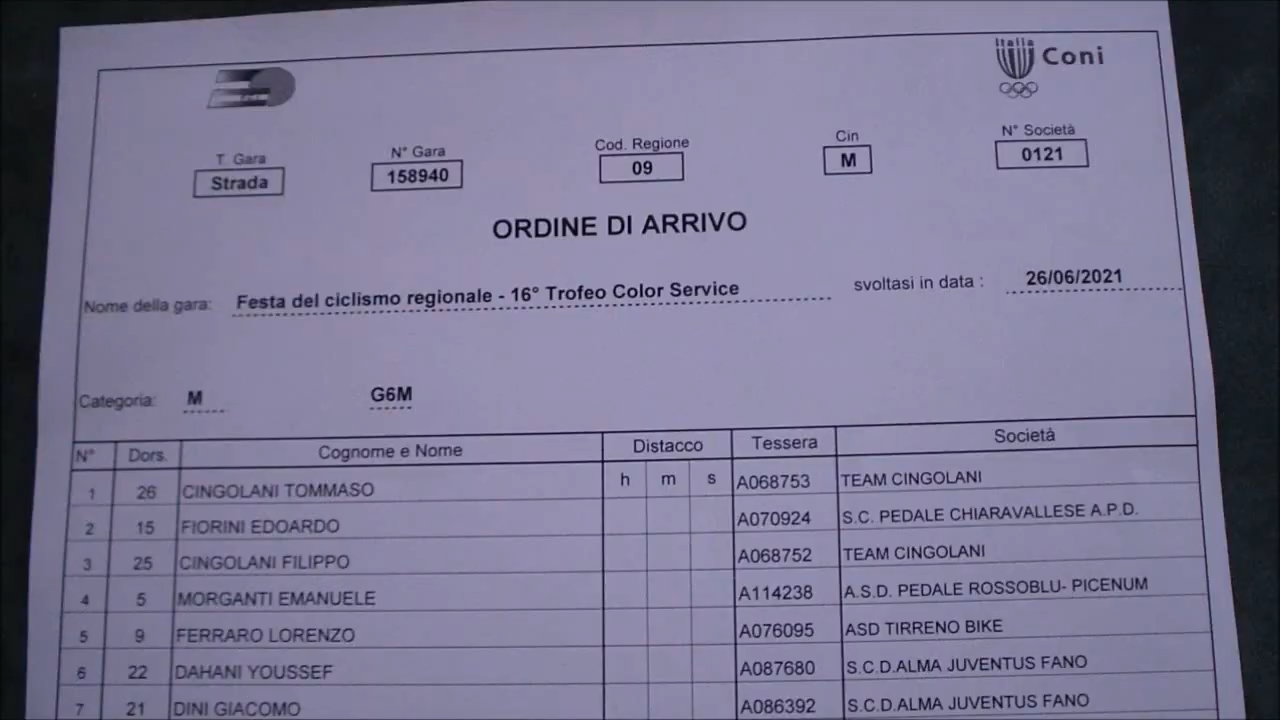 Italia
Coni
T. Gara N° Gara Cod. Regione Cin N° Società
Strada 158940 09 M 0121
ORDINE DI ARRIVO
Nome della gara: Festa del ciclismo regionale - 16° Trofeo Color Service svoltasi in data : 26/06/2021
Categoria: M G6M
N° Dors. Cognome e Nome Distacco Tessera Società
h m s
1 26 CINGOLANI TOMMASO A068753 TEAM CINGOLANI
2 15 FIORINI EDOARDO A070924 S.C. PEDALE CHIARAVALLESE A.P.D.
3 25 CINGOLANI FILIPPO A068752 TEAM CINGOLANI
4 5 MORGANTI EMANUELE A114238 A.S.D. PEDALE ROSSOBLU- PICENUM
5 9 FERRARO LORENZO A076095 ASD TIRRENO BIKE
6 22 DAHANI YOUSSEF A087680 S.C.D.ALMA JUVENTUS FANO
7 21 DINI GIACOMO A086392 S.C.D.ALMA JUVENTUS FANO